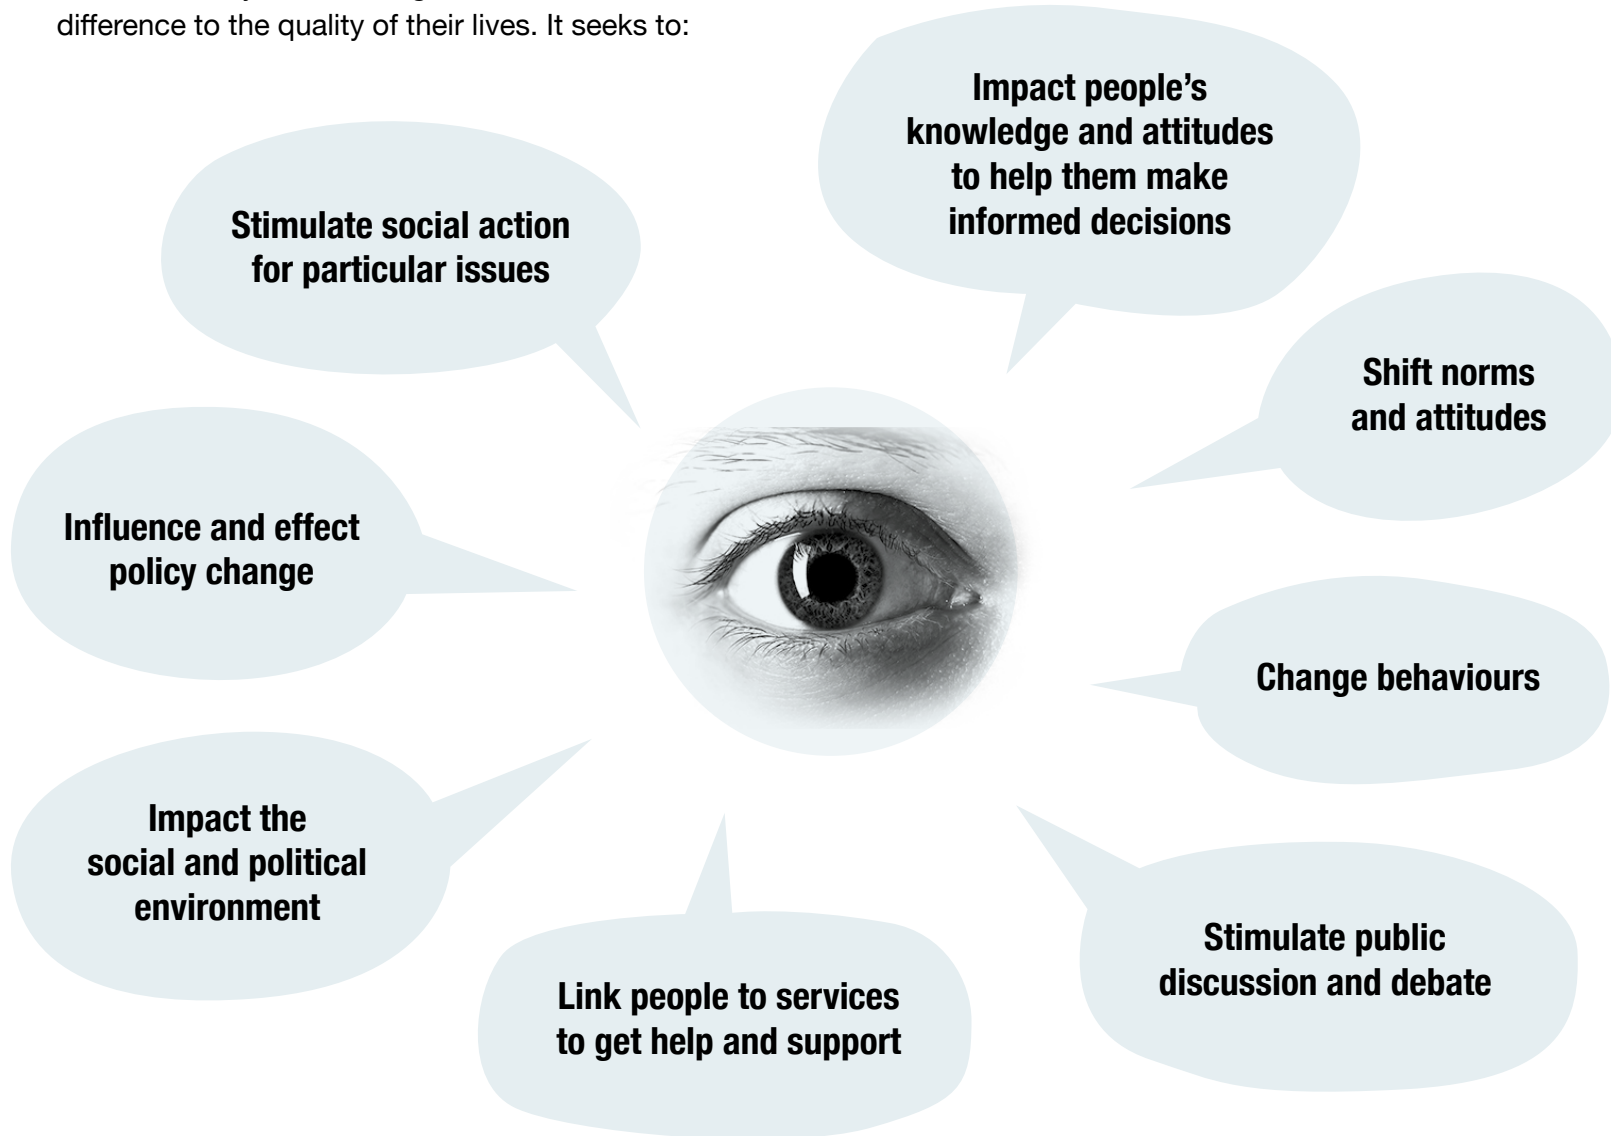 difference to the quality of their lives. It seeks to:
Impact people’s
knowledge and attitudes
to help them make
informed decisions
Stimulate social action
for particular issues
Shift norms
and attitudes
Influence and effect
policy change
Change behaviours
Impact the
social and political
environment
Stimulate public
discussion and debate
Link people to services
to get help and support